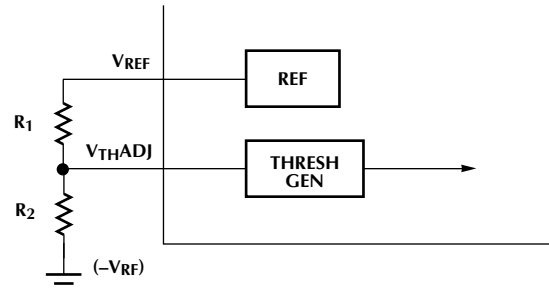 VREF
REF
R1
VTHADJ
THRESH
GEN
R2
(–VRF)